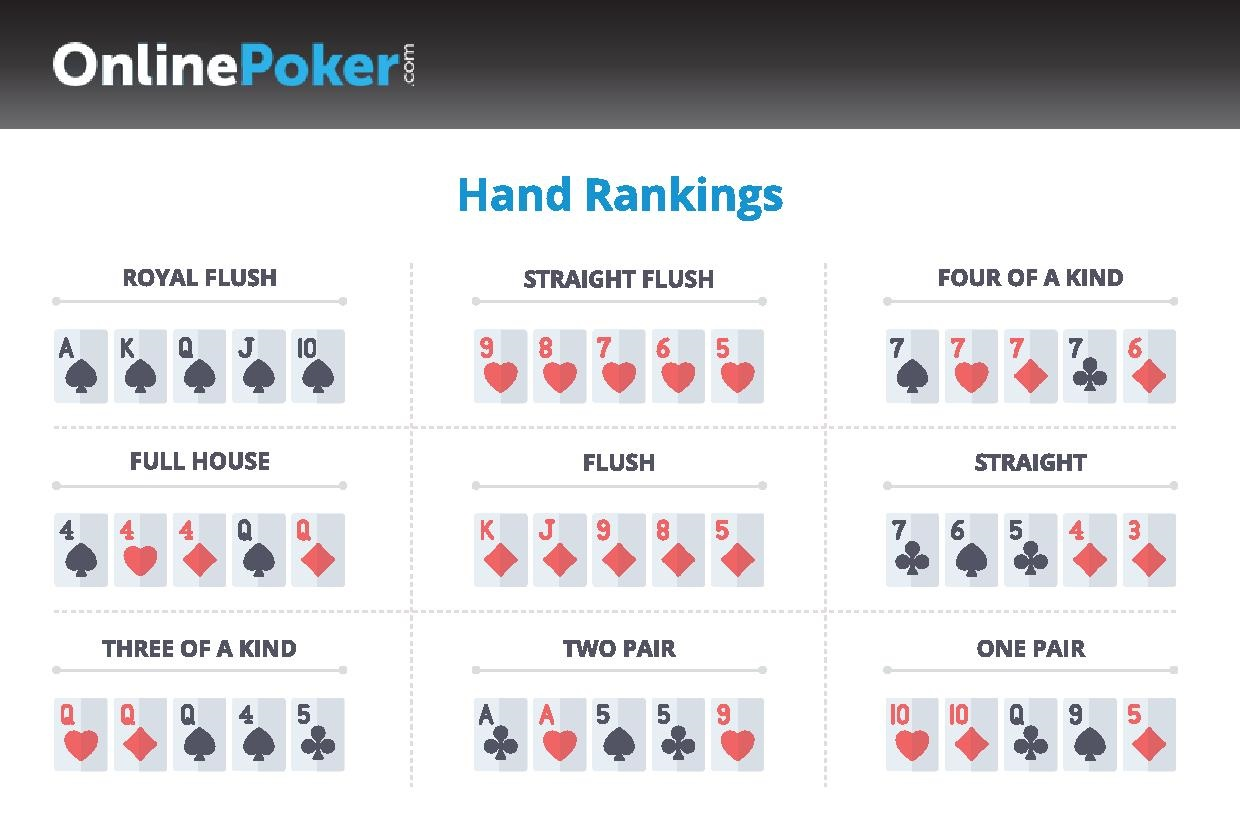 OnlinePoker.com
Hand Rankings
ROYAL FLUSH
A K Q J 10
STRAIGHT FLUSH
9 8 7 6 5
FOUR OF A KIND
7 7 7 7 6
FULL HOUSE
4 4 4 Q Q
FLUSH
K J 9 8 5
STRAIGHT
7 6 5 4 3
THREE OF A KIND
Q Q Q 4 5
TWO PAIR
A A 5 5 9
ONE PAIR
10 10 Q 9 5